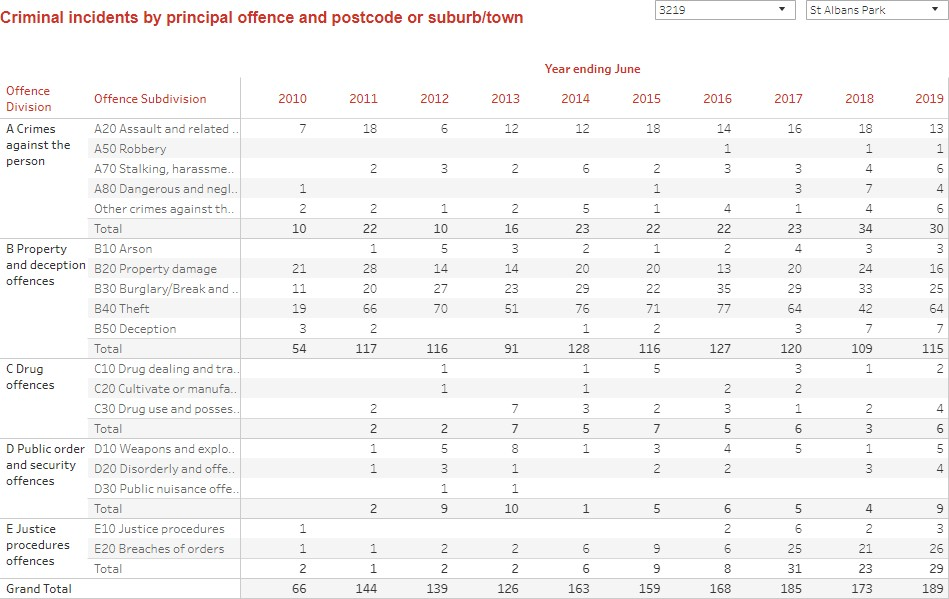 Criminal incidents by principal offence and postcode or suburb/town
3219
St Albans Park
Year ending June
Offence Division Offence Subdivision 2010 2011 2012 2013 2014 2015 2016 2017 2018 2019
A Crimes against the person
A20 Assault and related .. 7 18 6 12 12 18 14 16 18 13
A50 Robbery 1 1 1
A70 Stalking, harassme.. 2 3 2 6 2 3 3 4 6
A80 Dangerous and negl.. 1 1 3 7 4
Other crimes against th.. 2 2 1 2 5 1 4 1 4 6
Total 10 22 10 16 23 22 22 23 34 30
B Property and deception offences
B10 Arson 1 5 3 2 1 2 4 3 3
B20 Property damage 21 28 14 14 20 20 13 20 24 16
B30 Burglary/Break and .. 11 20 27 23 29 22 35 29 33 25
B40 Theft 19 66 70 51 76 71 77 64 42 64
B50 Deception 3 2 1 2 3 7 7
Total 54 117 116 91 128 116 127 120 109 115
C Drug offences
C10 Drug dealing and tra.. 1 1 5 3 1 2
C20 Cultivate or manufa.. 1 1 2 2
C30 Drug use and posses.. 2 7 3 2 3 1 2 4
Total 2 2 7 5 7 5 6 3 6
D Public order and security offences
D10 Weapons and explo.. 1 5 8 1 3 4 5 1 5
D20 Disorderly and offe.. 1 3 1 2 2 3 4
D30 Public nuisance offe.. 1 1
Total 2 9 10 1 5 6 5 4 9
E Justice procedures offences
E10 Justice procedures 1 2 6 2 3
E20 Breaches of orders 1 1 2 2 6 9 6 25 21 26
Total 2 1 2 2 6 9 8 31 23 29
Grand Total 66 144 139 126 163 159 168 185 173 189